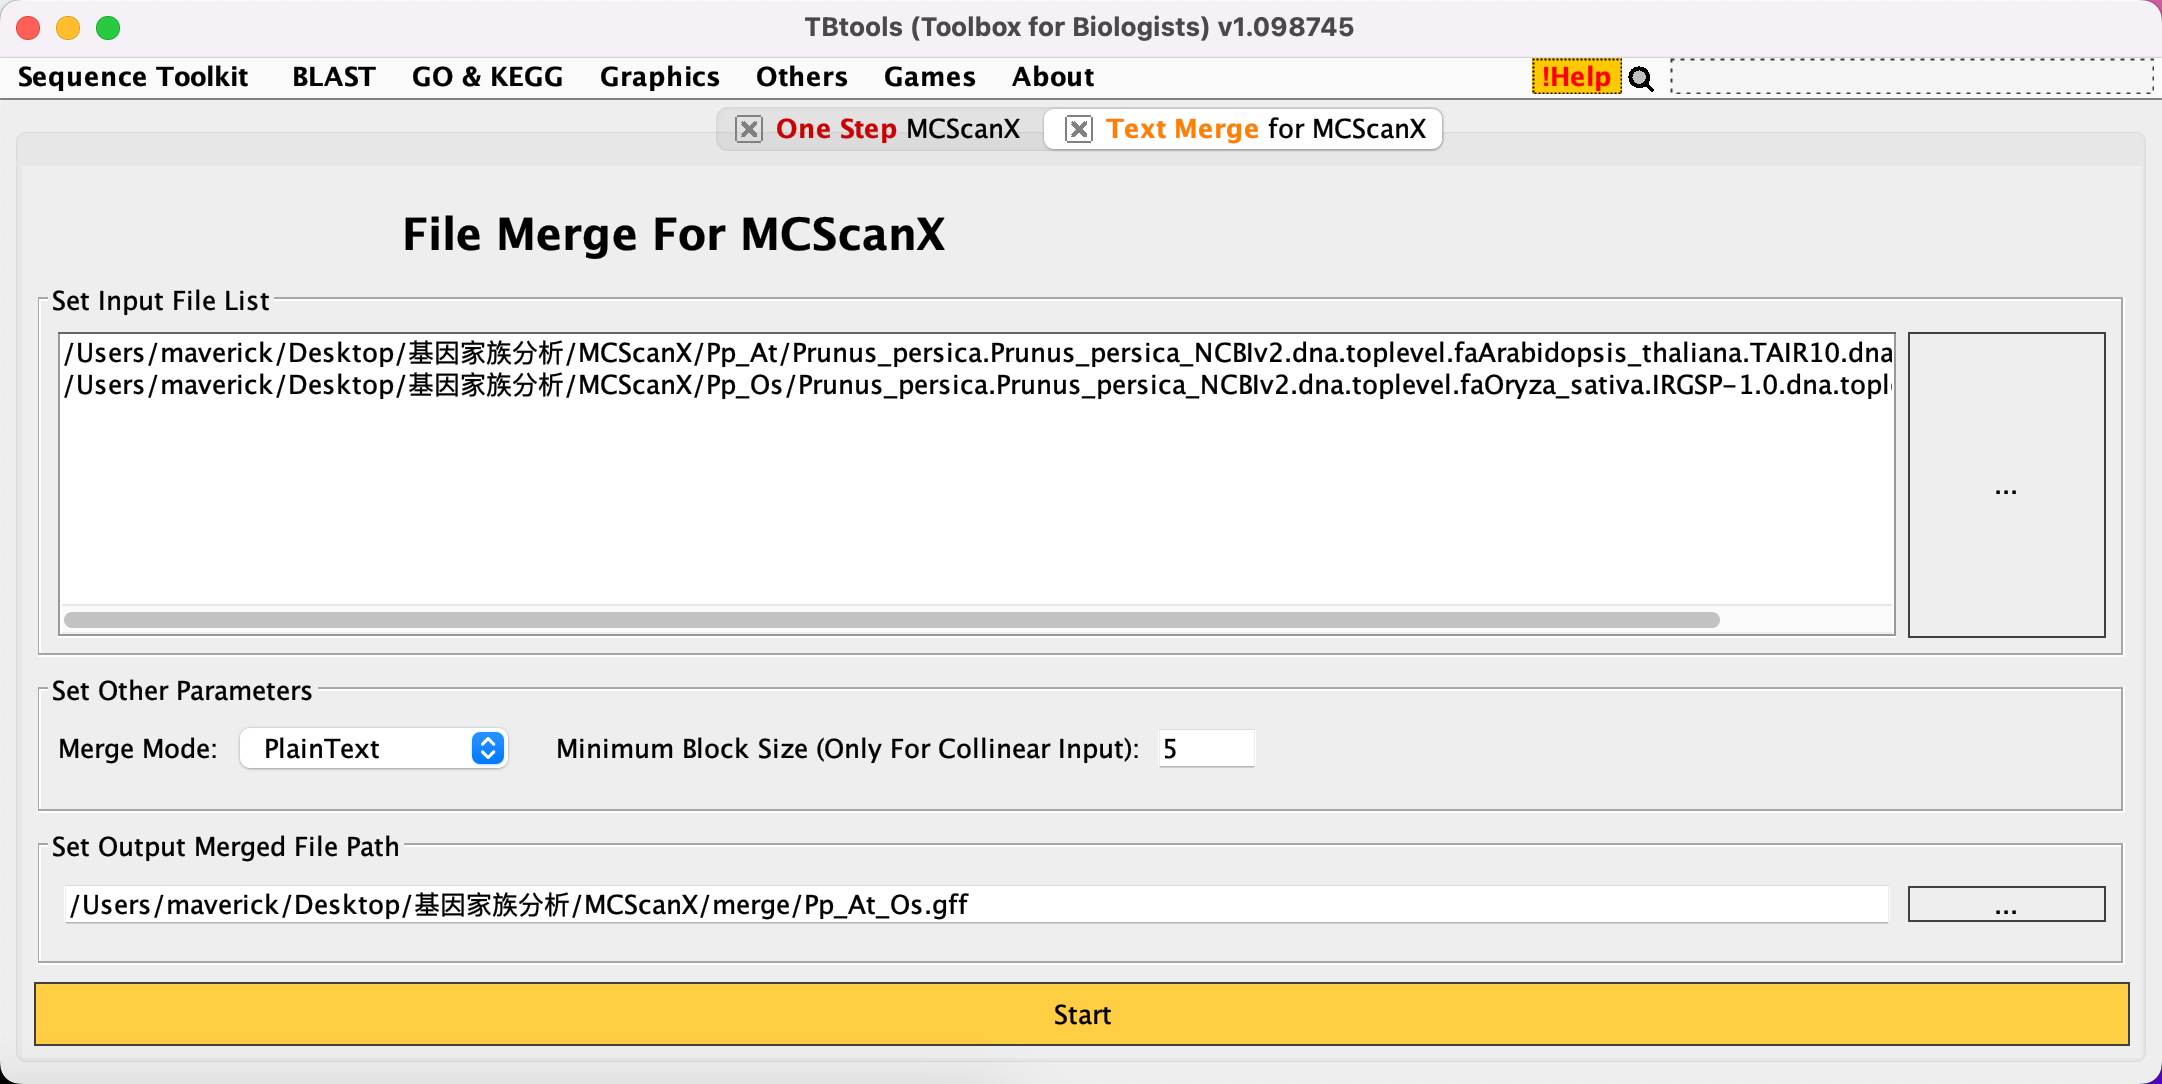 TBtools (Toolbox for Biologists) v1.098745
Sequence Toolkit BLAST GO & KEGG Graphics Others Games About !Help
One Step MCScanX Text Merge for MCScanX
File Merge For MCScanX
Set Input File List
/Users/maverick/Desktop/基因家族分析/MCScanX/Pp_At/Prunus_persica.Prunus_persica_NCBIv2.dna.toplevel.faArabidopsis_thaliana.TAIR10.dna
/Users/maverick/Desktop/基因家族分析/MCScanX/Pp_Os/Prunus_persica.Prunus_persica_NCBIv2.dna.toplevel.faOryza_sativa.IRGSP-1.0.dna.topl
...
Set Other Parameters
Merge Mode: PlainText Minimum Block Size (Only For Collinear Input): 5
Set Output Merged File Path
/Users/maverick/Desktop/基因家族分析/MCScanX/merge/Pp_At_Os.gff ...
Start